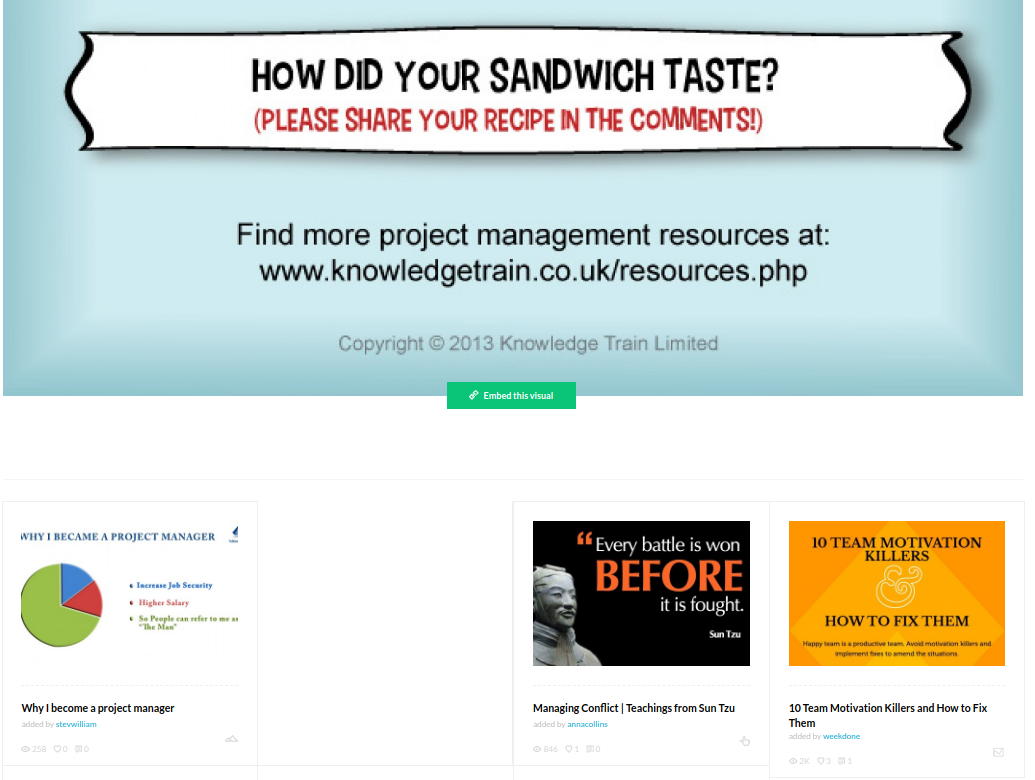 HOW DID YOUR SANDWICH TASTE?
(PLEASE SHARE YOUR RECIPE IN THE COMMENTS!)
Find more project management resources at:
www.knowledgetrain.co.uk/resources.php
Copyright © 2013 Knowledge Train Limited
Embed this visual
WHY I BECAME A PROJECT MANAGER
Increase Job Security
Higher Salary
So People can refer to me as
"The Man"
Why I become a project manager
added by stevwilliam
258 0 0
“Every battle is won
BEFORE
it is fought.
Sun Tzu
Managing Conflict | Teachings from Sun Tzu
added by annacollins
846 1 0
10 TEAM MOTIVATION
KILLERS
&
HOW TO FIX THEM
Happy team is a productive team. Avoid motivation killers and
implement fixes to amend the situations.
10 Team Motivation Killers and How to Fix
Them
added by weekdone
2K 3 1